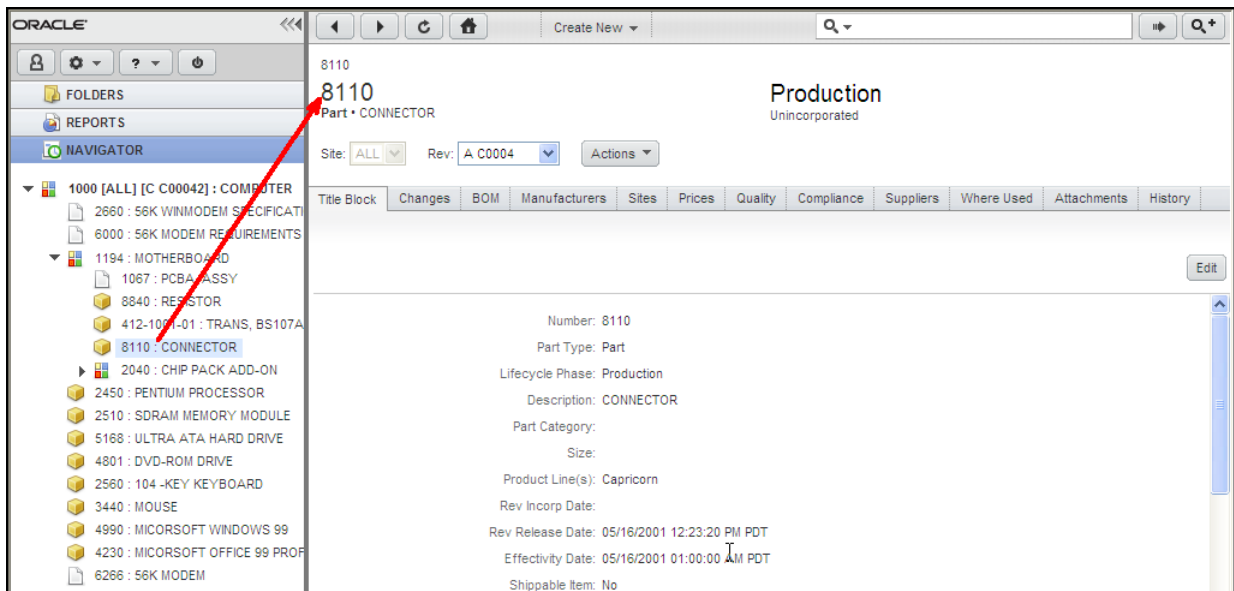 ORACLE
Create New
?
FOLDERS
REPORTS
NAVIGATOR
1000 [ALL] [C C00042] : COMPUTER
2660 : 56K WINMODEM SPECIFICATI
6000 : 56K MODEM REQUIREMENTS
1194 : MOTHERBOARD
1067 : PCBA, ASSY
8840 : RESISTOR
412-1001-01 : TRANS, BS107A
8110 : CONNECTOR
2040 : CHIP PACK ADD-ON
2450 : PENTIUM PROCESSOR
2510 : SDRAM MEMORY MODULE
5168 : ULTRA ATA HARD DRIVE
4801 : DVD-ROM DRIVE
2560 : 104 -KEY KEYBOARD
3440 : MOUSE
4990 : MICORSOFT WINDOWS 99
4230 : MICORSOFT OFFICE 99 PROF
6266 : 56K MODEM
8110
8110 Production
Part • CONNECTOR Unincorporated
Site: ALL Rev: A C0004 Actions
Title Block Changes BOM Manufacturers Sites Prices Quality Compliance Suppliers Where Used Attachments History
Edit
Number: 8110
Part Type: Part
Lifecycle Phase: Production
Description: CONNECTOR
Part Category:
Size:
Product Line(s): Capricorn
Rev Incorp Date:
Rev Release Date: 05/16/2001 12:23:20 PM PDT
Effectivity Date: 05/16/2001 01:00:00 AM PDT
Shippable Item: No